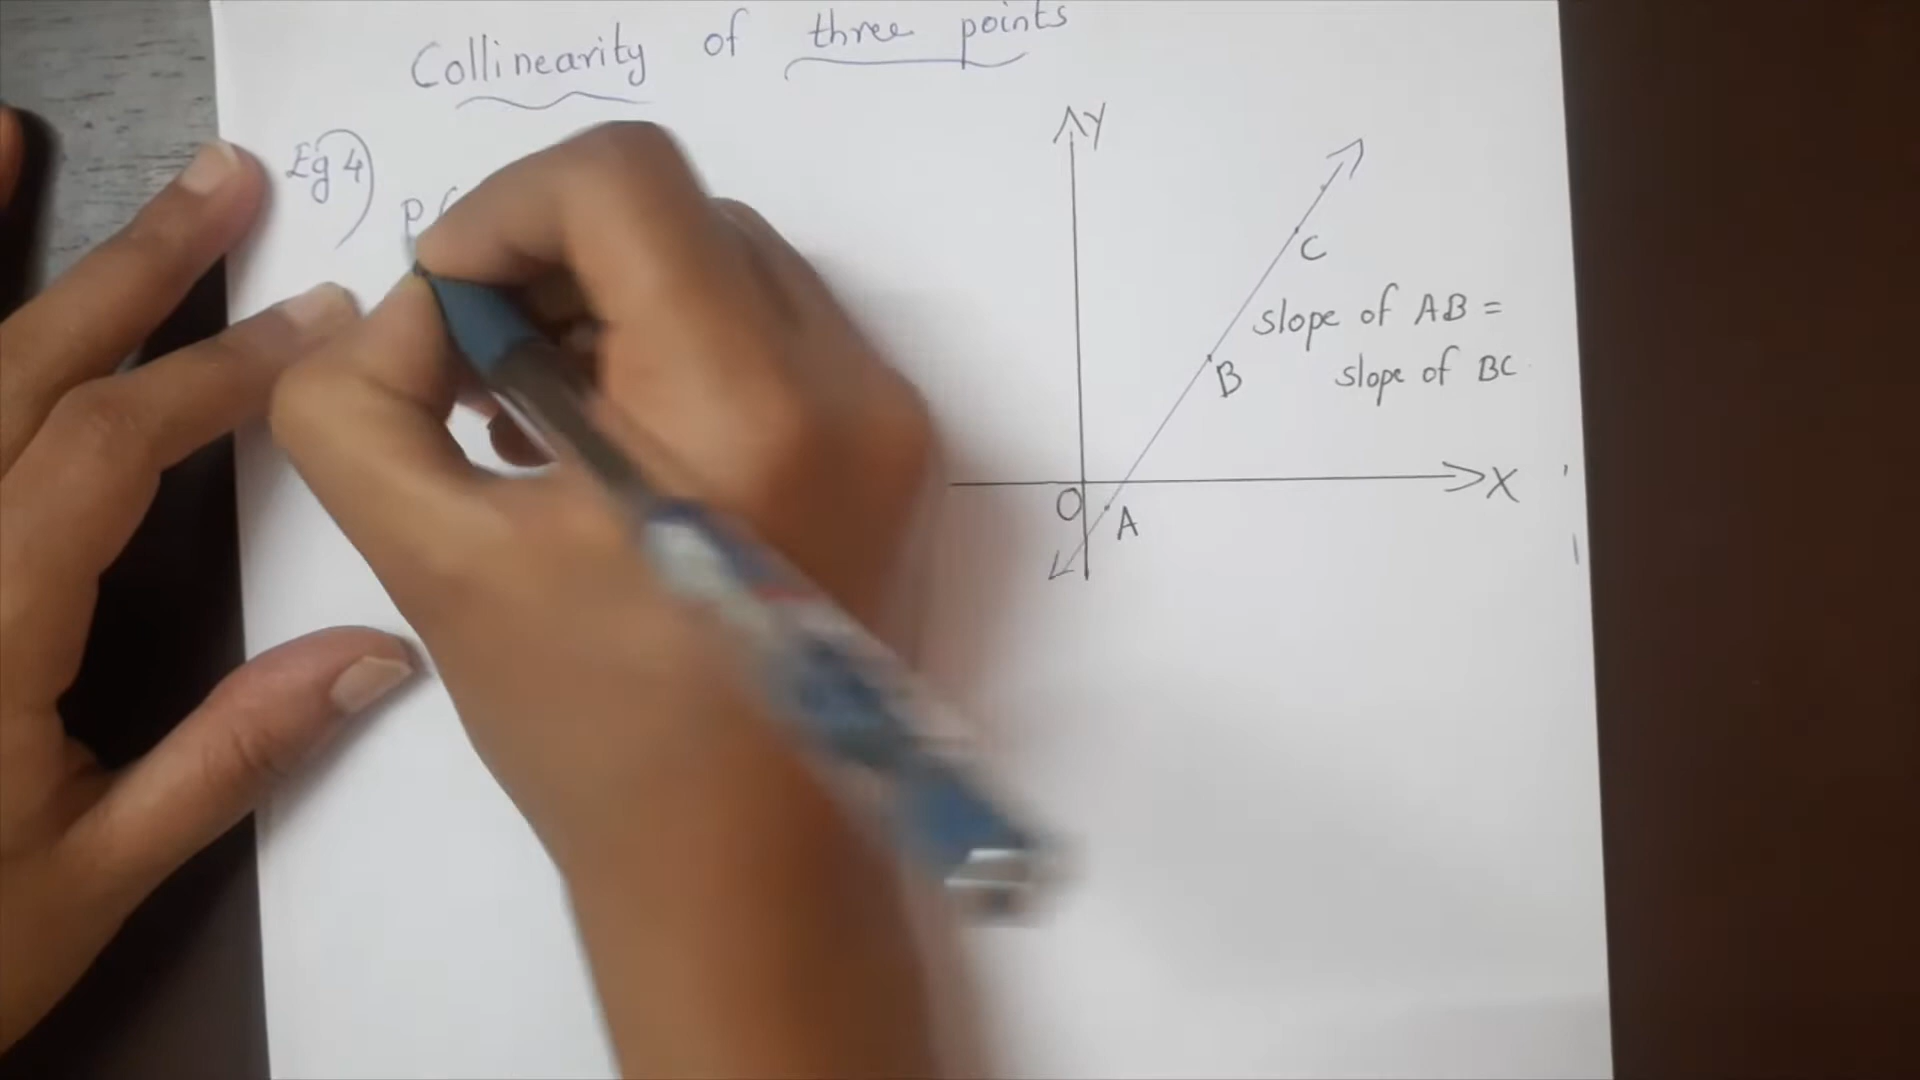 Collinearity of three points
Eg 4)
P(
Y
C
slope of AB =
slope of BC
B
X
O
A